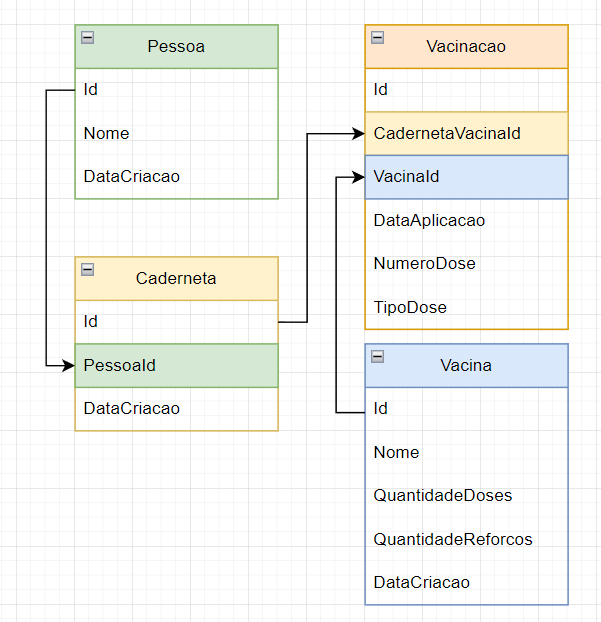 Pessoa
Id
Nome
DataCriacao
Caderneta
Id
PessoaId
DataCriacao
Vacinacao
Id
CadernetaVacinaId
VacinaId
DataAplicacao
NumeroDose
TipoDose
Vacina
Id
Nome
QuantidadeDoses
QuantidadeReforcos
DataCriacao